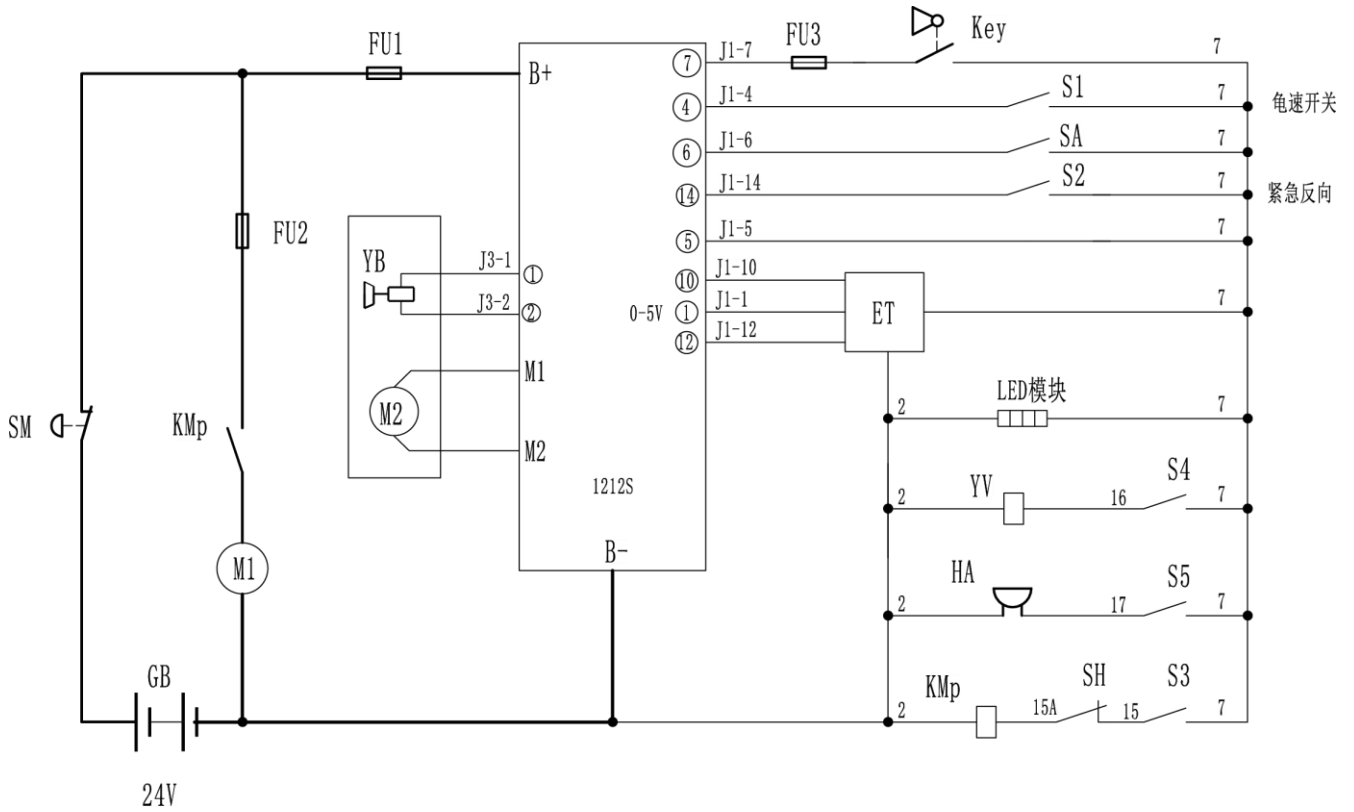 FU1
B+
FU2
YB
J3-1
①
J3-2
②
M1
M2
M2
SM
KMp
M1
1212S
B-
GB
24V
⑦ J1-7 FU3 Key 7
④ J1-4 S1 7 龟速开关
⑥ J1-6 SA 7
⑭ J1-14 S2 7 紧急反向
⑤ J1-5 7
⑩ J1-10
0-5V ① J1-1 ET 7
⑫ J1-12
2 LED模块 7
2 YV 16 S4 7
2 HA 17 S5 7
2 KMp 15A SH 15 S3 7